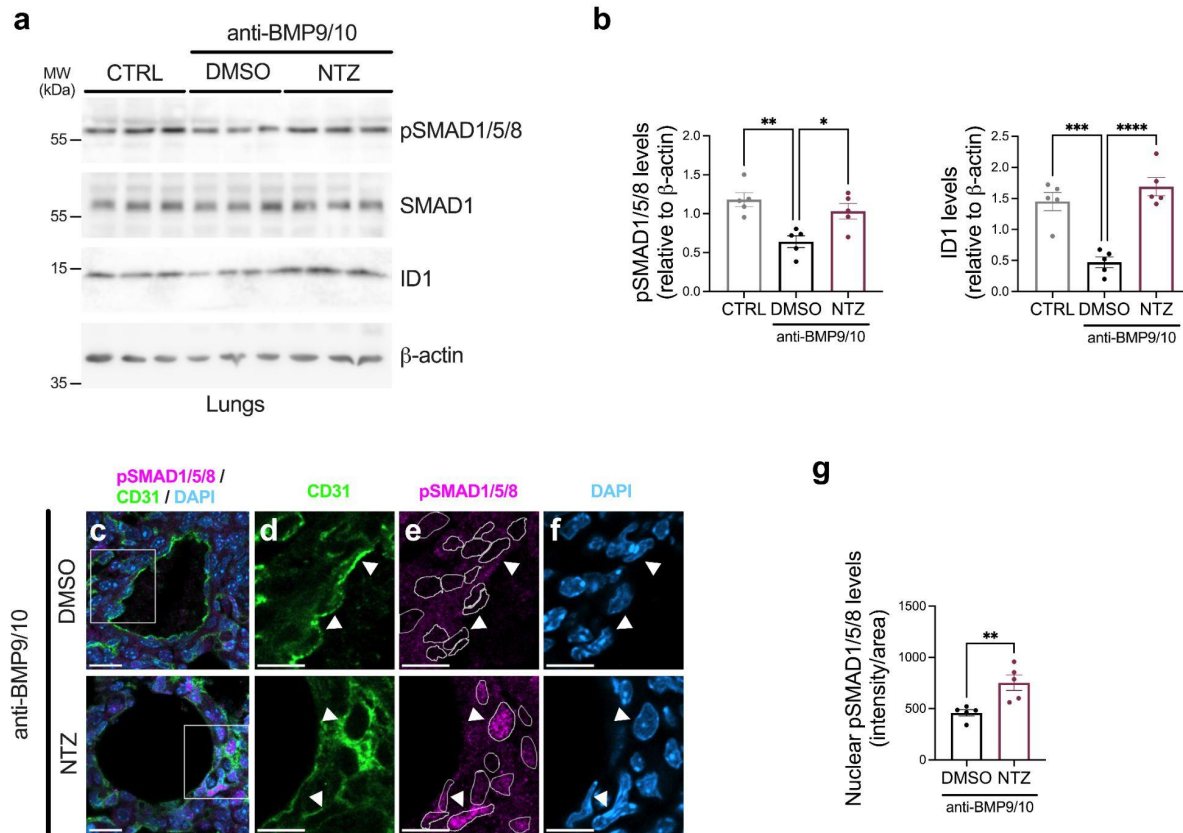 a
anti-BMP9/10
MW
(kDa)
CTRL
DMSO
NTZ
55
pSMAD1/5/8
55
SMAD1
15
ID1
35
β-actin
Lungs
b
pSMAD1/5/8 levels
(relative to β-actin)
2.0
1.5
1.0
0.5
0.0
**
*
CTRL DMSO NTZ
anti-BMP9/10
ID1 levels
(relative to β-actin)
2.5
2.0
1.5
1.0
0.5
0.0
***
****
CTRL DMSO NTZ
anti-BMP9/10
pSMAD1/5/8 /
CD31 / DAPI
CD31
pSMAD1/5/8
DAPI
anti-BMP9/10
DMSO
NTZ
c
d
e
f
g
Nuclear pSMAD1/5/8 levels
(intensity/area)
1500
1000
500
0
**
DMSO NTZ
anti-BMP9/10